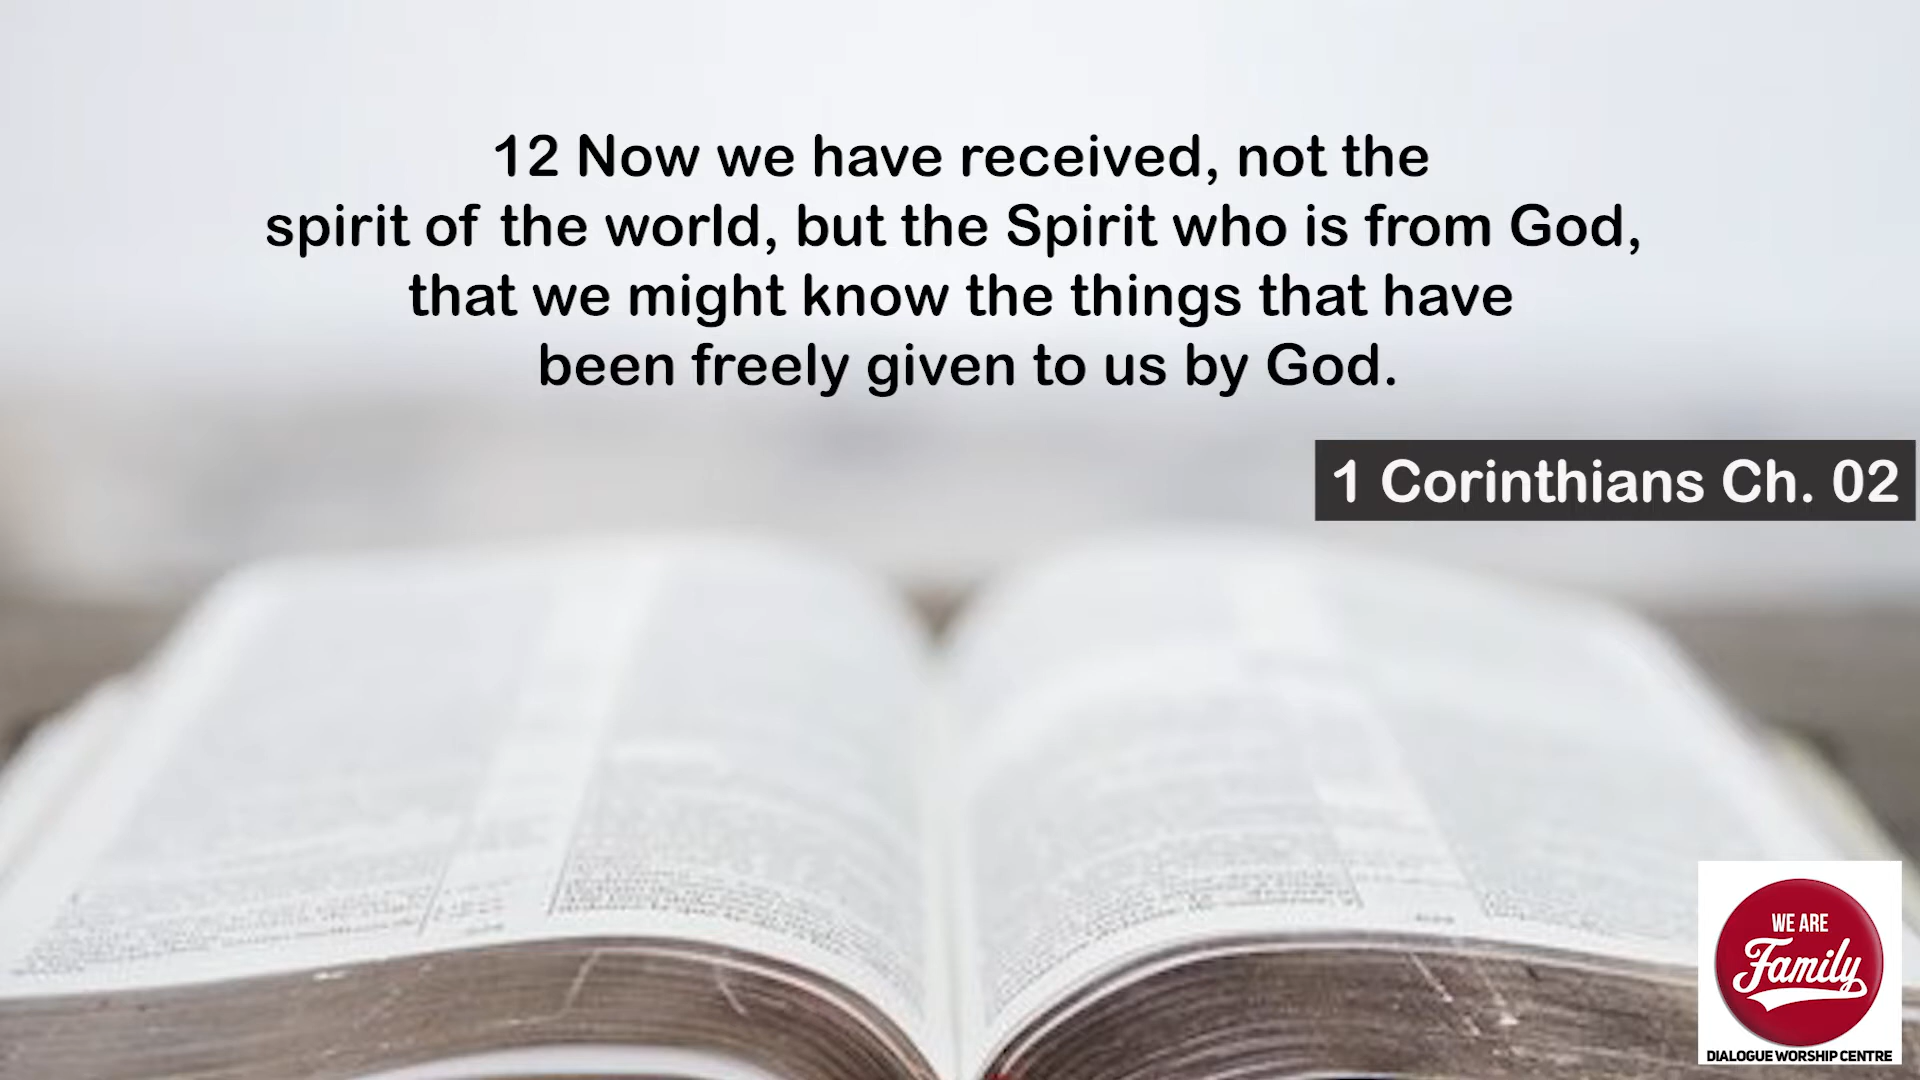 12 Now we have received, not the
spirit of the world, but the Spirit who is from God,
that we might know the things that have
been freely given to us by God.
1 Corinthians Ch. 02
WE ARE
Family
DIALOGUE WORSHIP CENTRE